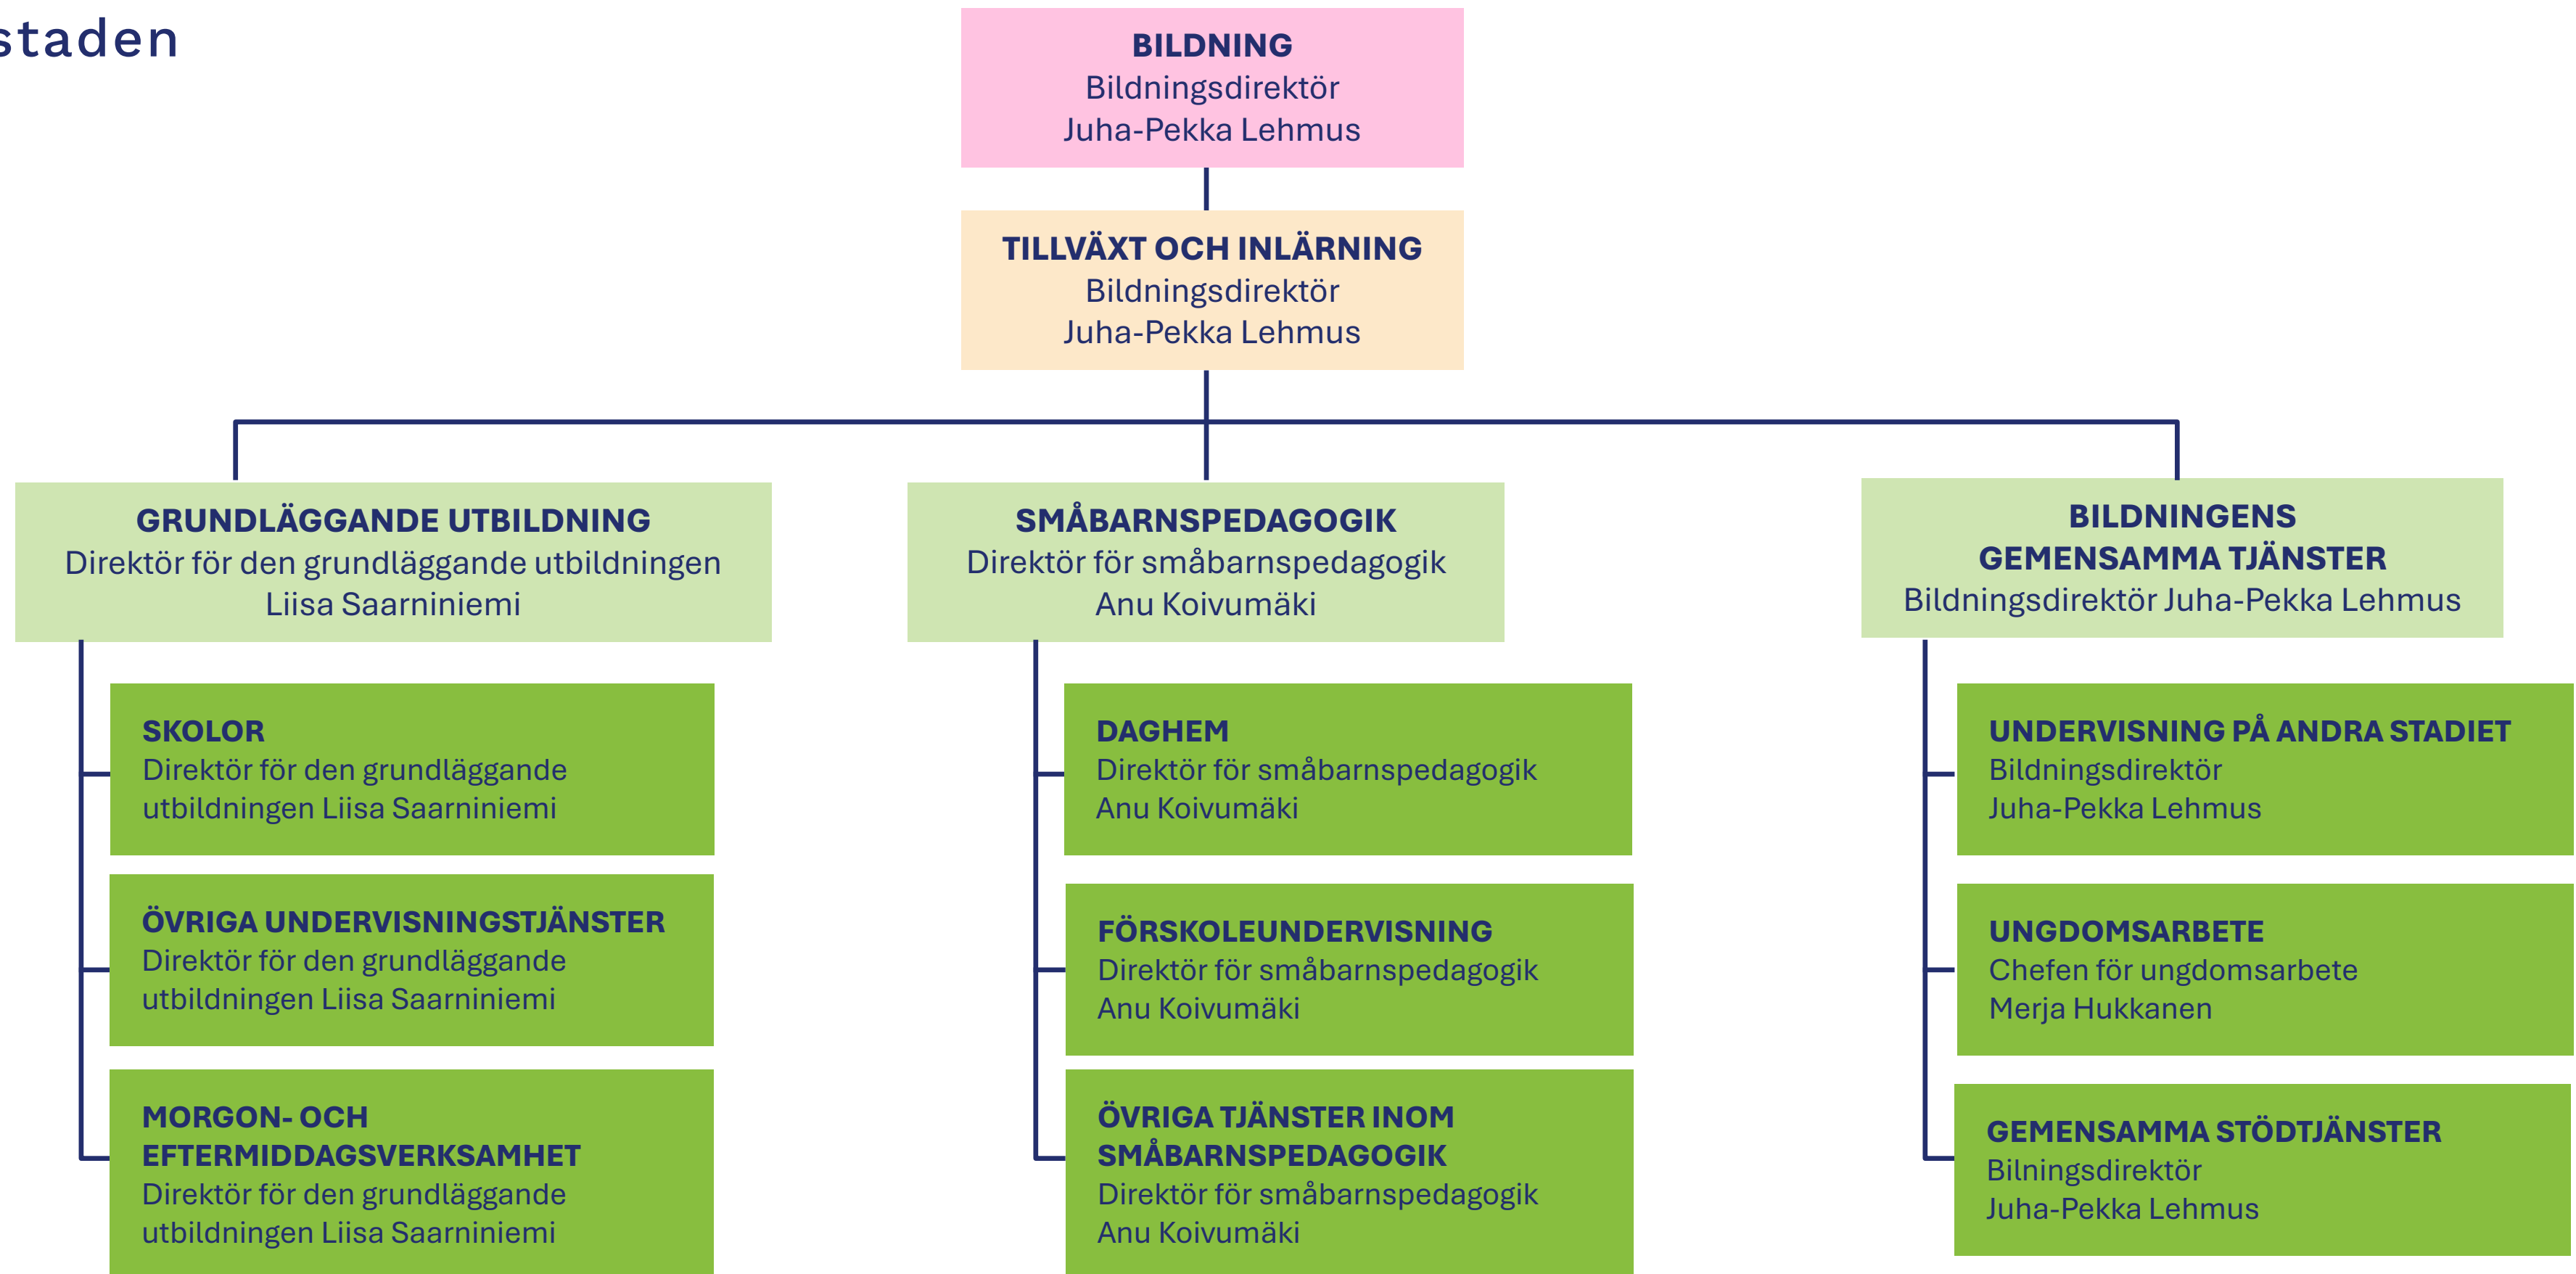 staden
BILDNING
Bildningsdirektör
Juha-Pekka Lehmus
TILLVÄXT OCH INLÄRNING
Bildningsdirektör
Juha-Pekka Lehmus
GRUNDLÄGGANDE UTBILDNING
Direktör för den grundläggande utbildningen
Liisa Saarniniemi
SKOLOR
Direktör för den grundläggande
utbildningen Liisa Saarniniemi
ÖVRIGA UNDERVISNINGSTJÄNSTER
Direktör för den grundläggande
utbildningen Liisa Saarniniemi
MORGON- OCH
EFTERMIDDAGSVERKSAMHET
Direktör för den grundläggande
utbildningen Liisa Saarniniemi
SMÅBARNSPEDAGOGIK
Direktör för småbarnspedagogik
Anu Koivumäki
DAGHEM
Direktör för småbarnspedagogik
Anu Koivumäki
FÖRSKOLEUNDERVISNING
Direktör för småbarnspedagogik
Anu Koivumäki
ÖVRIGA TJÄNSTER INOM
SMÅBARNSPEDAGOGIK
Direktör för småbarnspedagogik
Anu Koivumäki
BILDNINGENS
GEMENSAMMA TJÄNSTER
Bildningsdirektör Juha-Pekka Lehmus
UNDERVISNING PÅ ANDRA STADIET
Bildningsdirektör
Juha-Pekka Lehmus
UNGDOMSARBETE
Chefen för ungdomsarbete
Merja Hukkanen
GEMENSAMMA STÖDTJÄNSTER
Bilningsdirektör
Juha-Pekka Lehmus